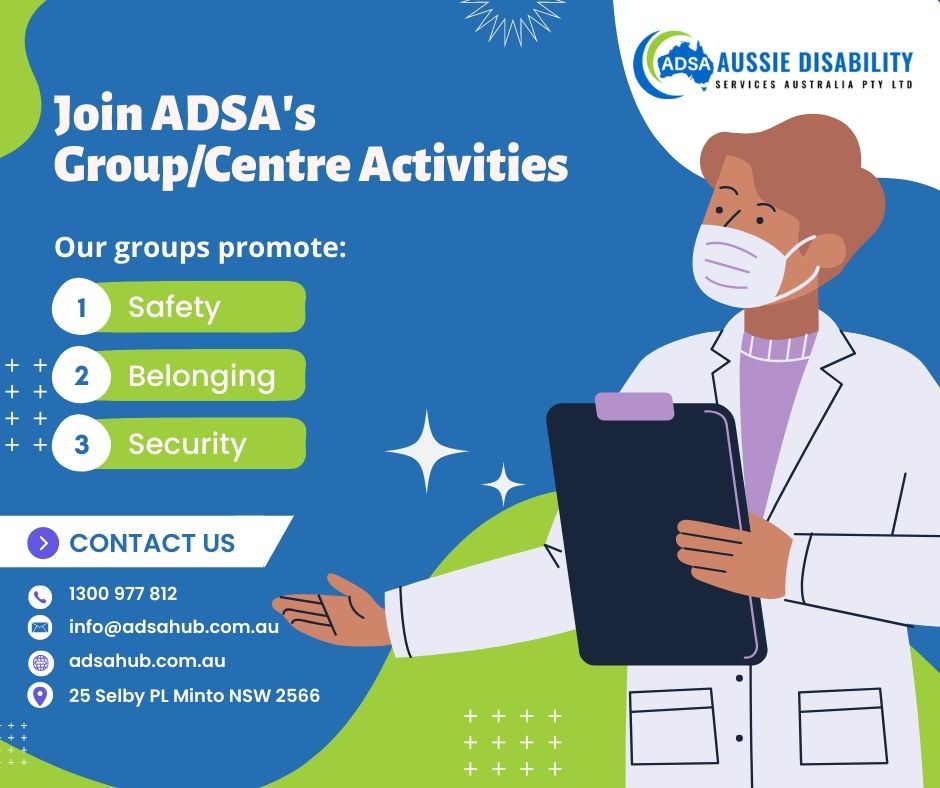 ADSA AUSSIE DISABILITY
SERVICES AUSTRALIA PTY LTD
Join ADSA's
Group/Centre Activities
Our groups promote:
1 Safety
2 Belonging
3 Security
CONTACT US
1300 977 812
info@adsahub.com.au
adsahub.com.au
25 Selby PL Minto NSW 2566